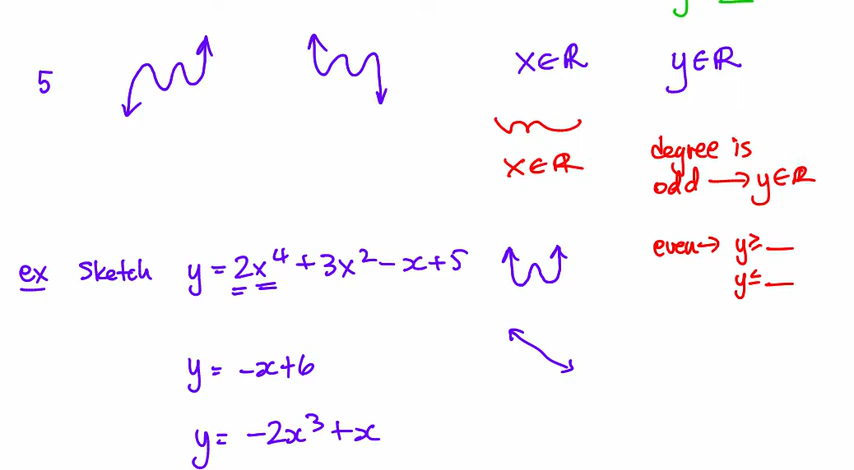 5 x∈ℝ y∈ℝ
x∈ℝ
degree is
odd → y∈ℝ
even → y≥__
y≤__
ex Sketch y = 2x⁴ + 3x² - x + 5
y = -x+6
y = -2x³ + x